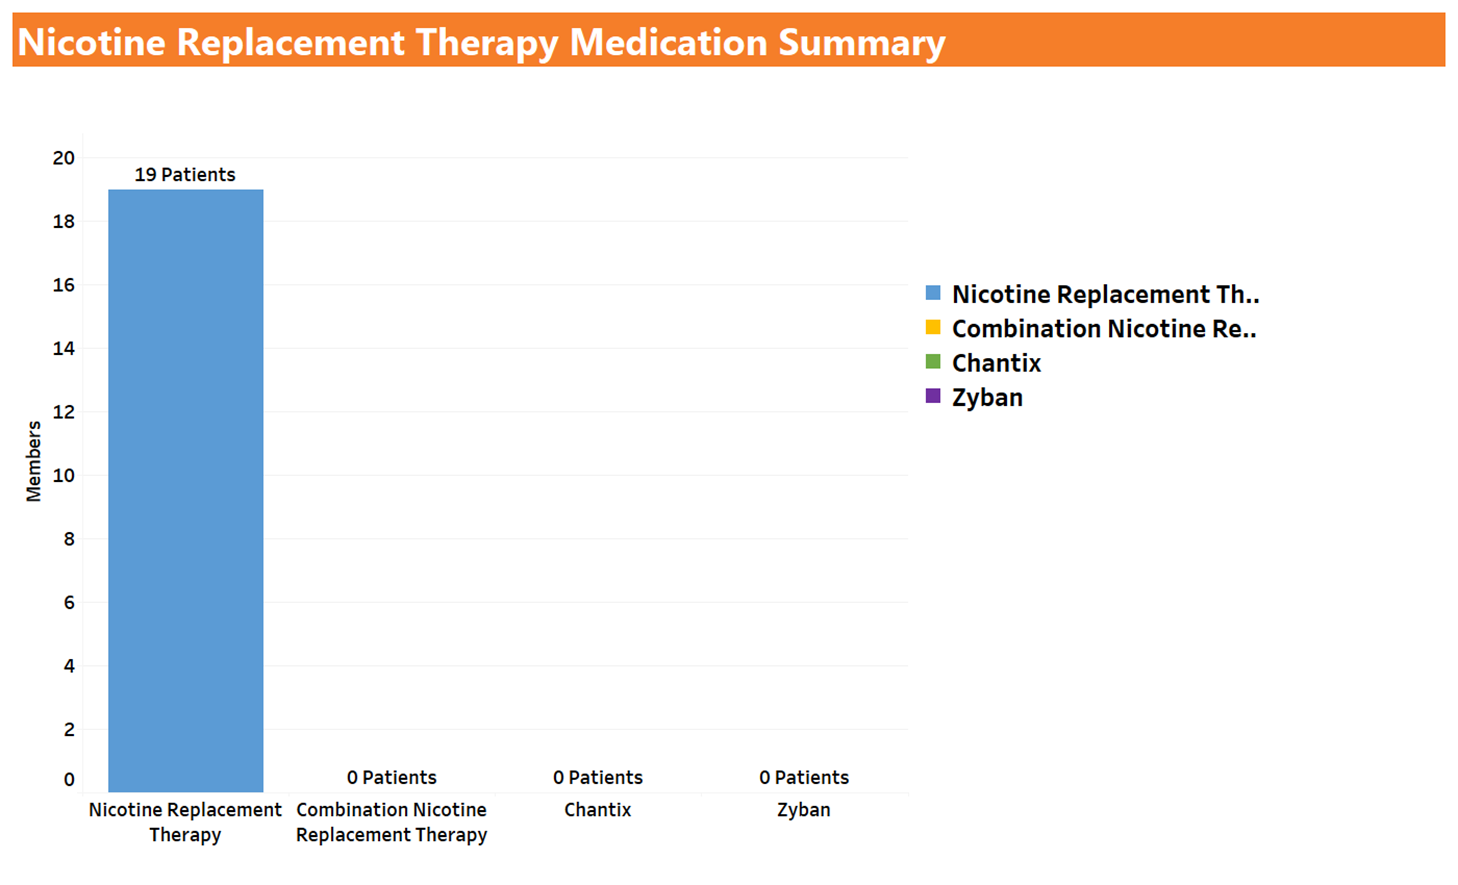 Nicotine Replacement Therapy Medication Summary
20
19 Patients
18
16
14
12
10
8
6
4
2
0
Members
0 Patients
0 Patients
0 Patients
Nicotine Replacement
Therapy
Combination Nicotine
Replacement Therapy
Chantix
Zyban
Nicotine Replacement Th..
Combination Nicotine Re..
Chantix
Zyban